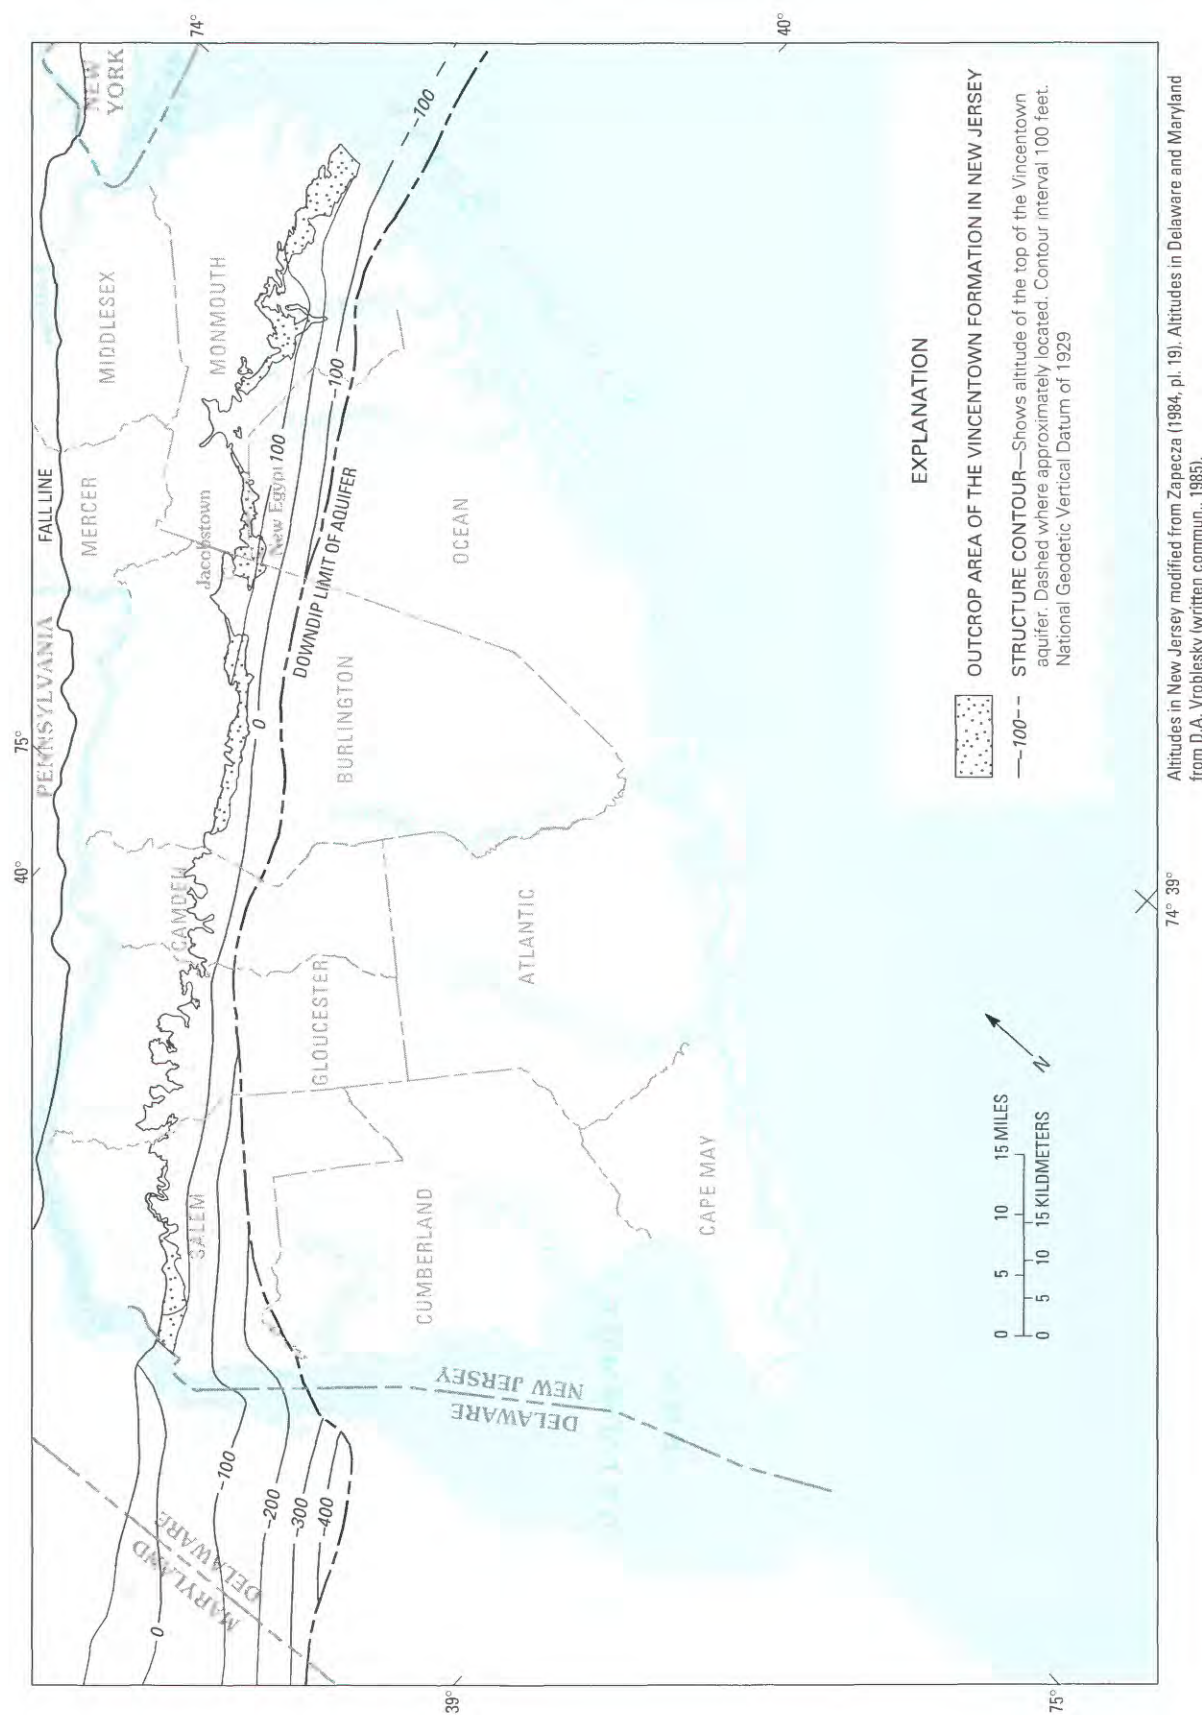 40°
75°
74°
FALL LINE
NEW
YORK
PENNSYLVANIA
MERCER
MIDDLESEX
MONMOUTH
Jacobstown
New Egypt
CAMDEN
SALEM
100
-100
-100
0
DOWNDIP LIMIT OF AQUIFER
BURLINGTON
OCEAN
GLOUCESTER
ATLANTIC
CUMBERLAND
CAPE MAY
MARYLAND
DELAWARE
0
-100
-200
-300
-400
DELAWARE
NEW JERSEY
39°
75°
40°
74° 39°
N
0 5 10 15 MILES
0 5 10 15 KILOMETERS
EXPLANATION
OUTCROP AREA OF THE VINCENTOWN FORMATION IN NEW JERSEY
—-100-- STRUCTURE CONTOUR—Shows altitude of the top of the Vincentown
aquifer. Dashed where approximately located. Contour interval 100 feet.
National Geodetic Vertical Datum of 1929
Altitudes in New Jersey modified from Zapecza (1984, pl. 19). Altitudes in Delaware and Maryland
from D.A. Vroblesky (written commun., 1985).